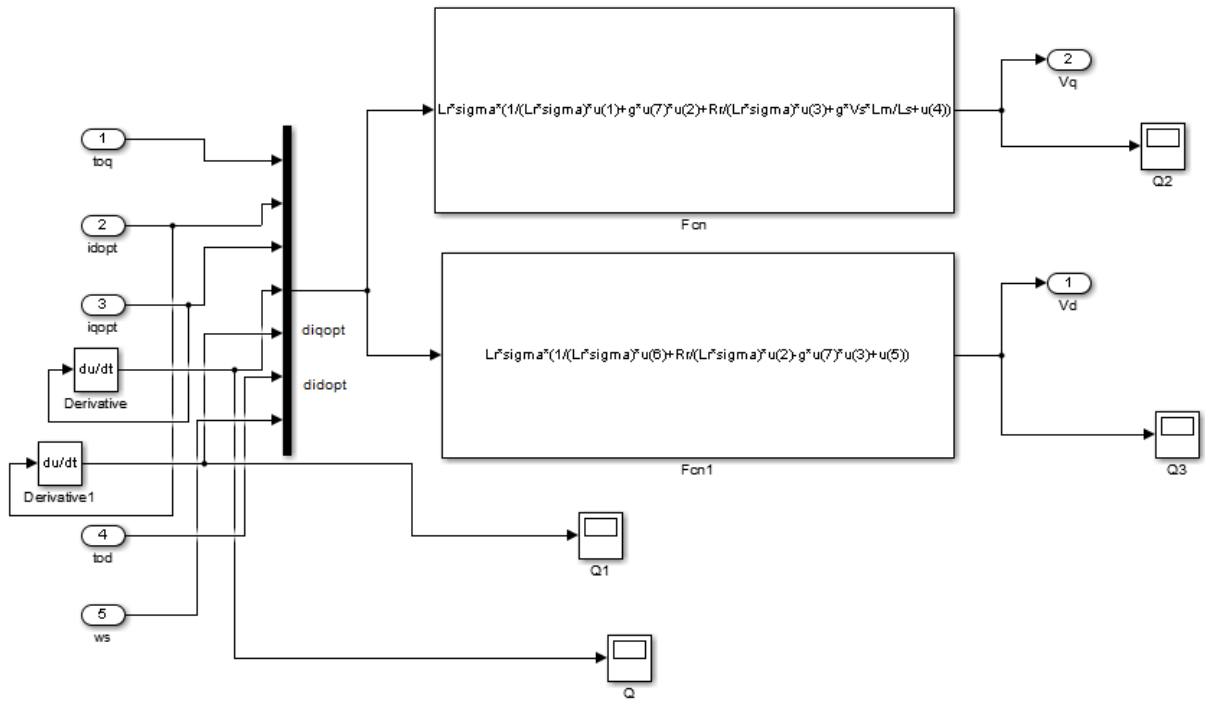 Lr*sigma*(1/(Lr*sigma)*u(1)+g*u(7)*u(2)+Rr/(Lr*sigma)*u(3)+g*Vs*Lm/Ls+u(4))
Fcn
2
Vq
Q2
1
toq
2
idopt
3
iqopt
du/dt
Derivative
du/dt
Derivative1
4
tod
5
ws
diqopt
didopt
Lr*sigma*(1/(Lr*sigma)*u(6)+Rr/(Lr*sigma)*u(2)-g*u(7)*u(3)+u(5))
Fcn1
1
Vd
Q3
Q1
Q